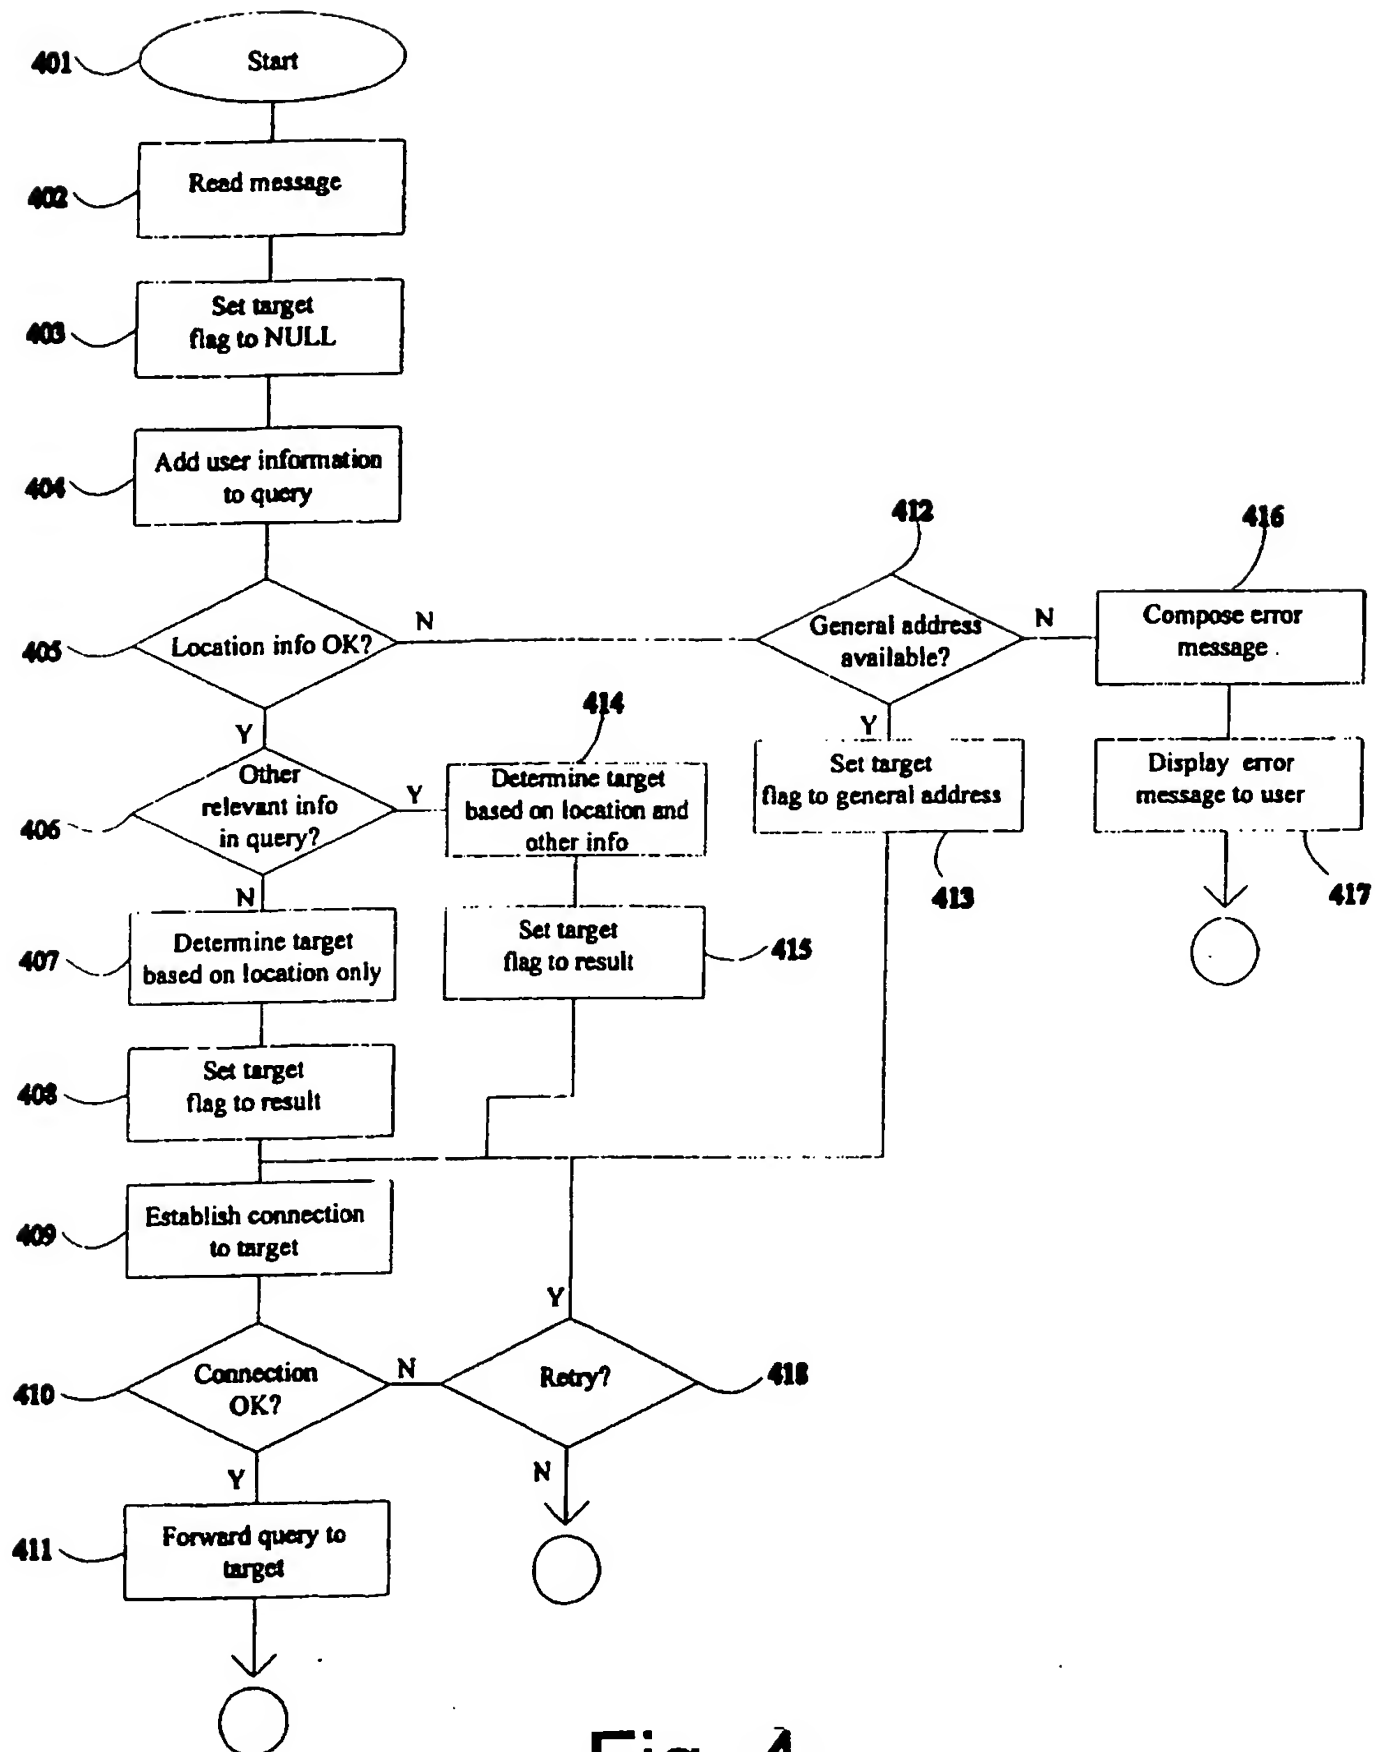 401
Start
402
Read message
403
Set target
flag to NULL
404
Add user information
to query
412
416
405
Location info OK?
N
General address
available?
N
Compose error
message
Y
414
Y
406
Other
relevant info
in query?
Y
Determine target
based on location and
other info
Set target
flag to general address
413
Display error
message to user
417
N
407
Determine target
based on location only
Set target
flag to result
415
408
Set target
flag to result
409
Establish connection
to target
Y
410
Connection
OK?
N
Retry?
418
Y
N
411
Forward query to
target
Fig. 4